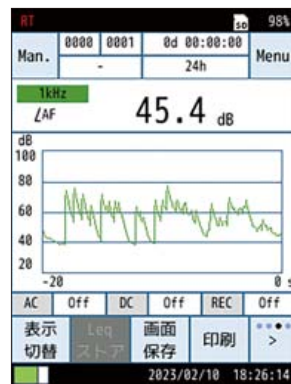 RT SD 98%
Man. 0000 0001 0d 00:00:00 Menu
- 24h
1kHz
LAF 45.4 dB
dB
100
80
60
40
20
-20 0 s
AC Off DC Off REC Off
表示 Leq 画面 印刷 >
切替 ストア 保存
2023/02/10 18:26:14